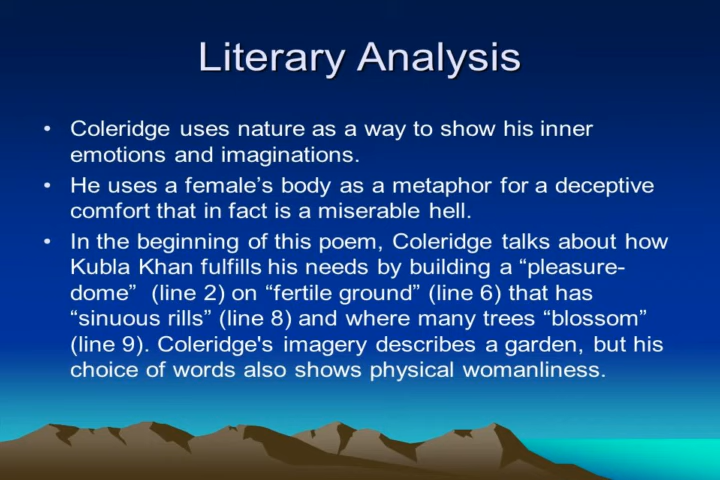 Literary Analysis
• Coleridge uses nature as a way to show his inner
emotions and imaginations.
• He uses a female’s body as a metaphor for a deceptive
comfort that in fact is a miserable hell.
• In the beginning of this poem, Coleridge talks about how
Kubla Khan fulfills his needs by building a “pleasure-
dome” (line 2) on “fertile ground” (line 6) that has
“sinuous rills” (line 8) and where many trees “blossom”
(line 9). Coleridge's imagery describes a garden, but his
choice of words also shows physical womanliness.